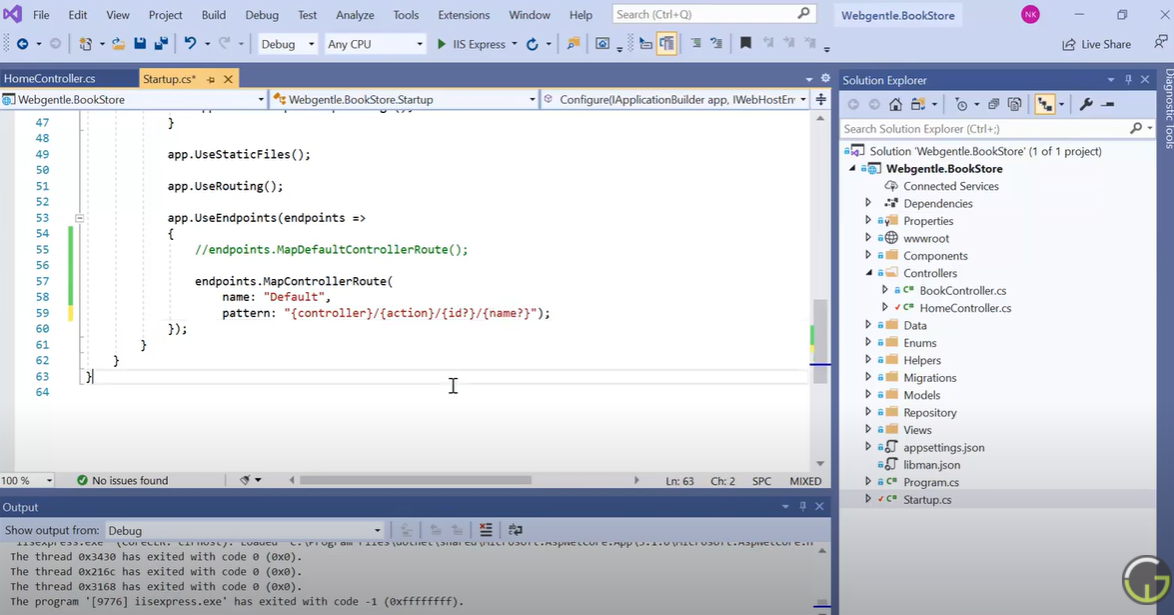 File Edit View Project Build Debug Test Analyze Tools Extensions Window Help Search (Ctrl+Q) Webgentle.BookStore NK
Debug Any CPU IIS Express Live Share
HomeController.cs Startup.cs*
Webgentle.BookStore Webgentle.BookStore.Startup Configure(IApplicationBuilder app, IWebHostEnv
47 }
48
49 app.UseStaticFiles();
50
51 app.UseRouting();
52
53 app.UseEndpoints(endpoints =>
54 {
55 //endpoints.MapDefaultControllerRoute();
56
57 endpoints.MapControllerRoute(
58 name: "Default",
59 pattern: "{controller}/{action}/{id?}/{name?}");
60 });
61 }
62 }
63 }
64
100 % No issues found Ln: 63 Ch: 2 SPC MIXED
Output
Show output from: Debug
The thread 0x3430 has exited with code 0 (0x0).
The thread 0x216c has exited with code 0 (0x0).
The thread 0x3168 has exited with code 0 (0x0).
The program '[9776] iisexpress.exe' has exited with code -1 (0xffffffff).
Solution Explorer
Search Solution Explorer (Ctrl+;)
Solution 'Webgentle.BookStore' (1 of 1 project)
Webgentle.BookStore
Connected Services
Dependencies
Properties
wwwroot
Components
Controllers
BookController.cs
HomeController.cs
Data
Enums
Helpers
Migrations
Models
Repository
Views
appsettings.json
libman.json
Program.cs
Startup.cs
Diagnostic Tools